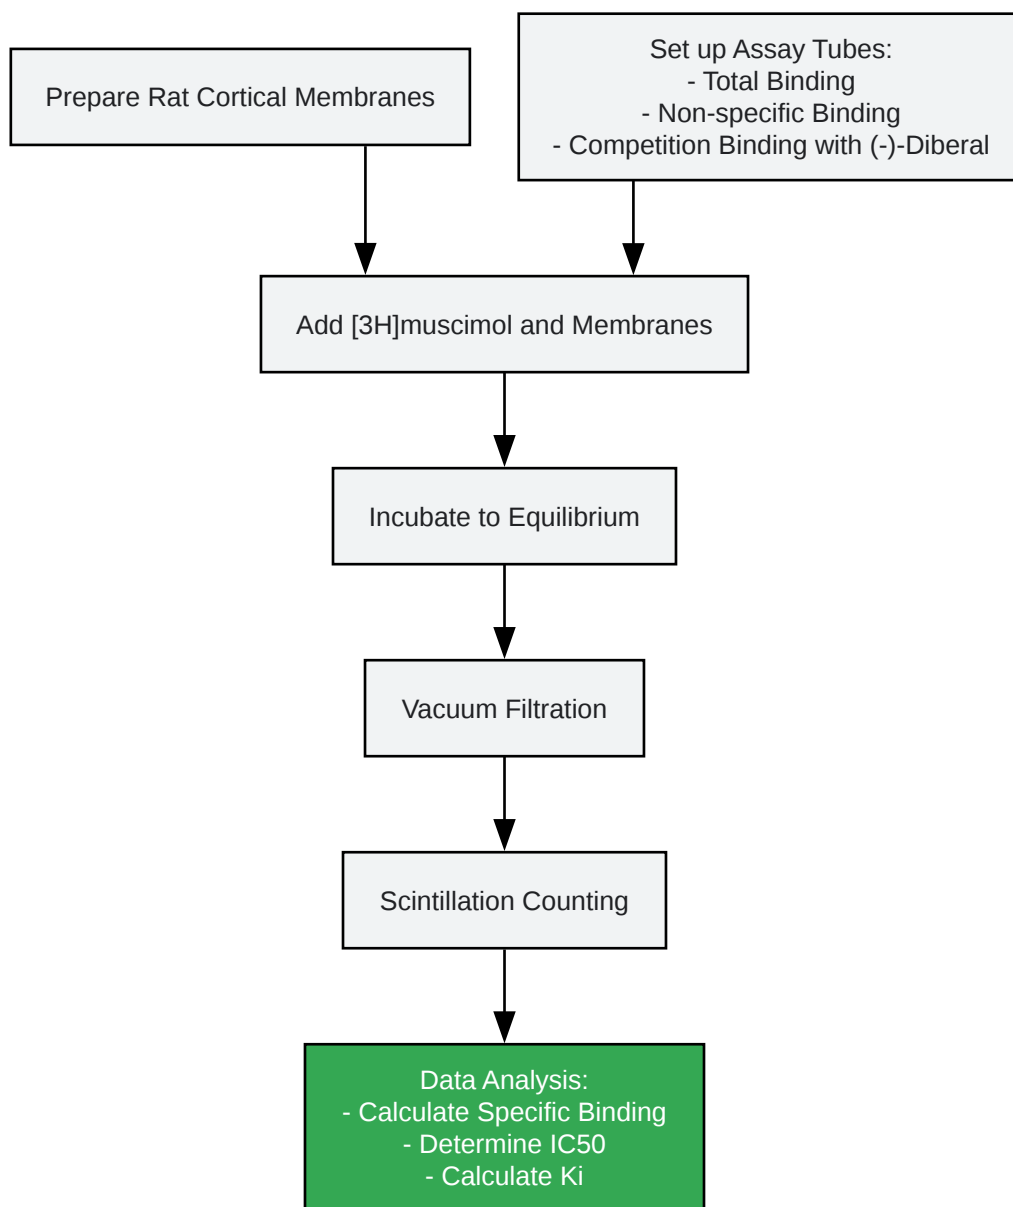 Prepare Rat Cortical Membranes
Set up Assay Tubes:
- Total Binding
- Non-specific Binding
- Competition Binding with (-)-Diberal
Add [3H]muscimol and Membranes
Incubate to Equilibrium
Vacuum Filtration
Scintillation Counting
Data Analysis:
- Calculate Specific Binding
- Determine IC50
- Calculate Ki